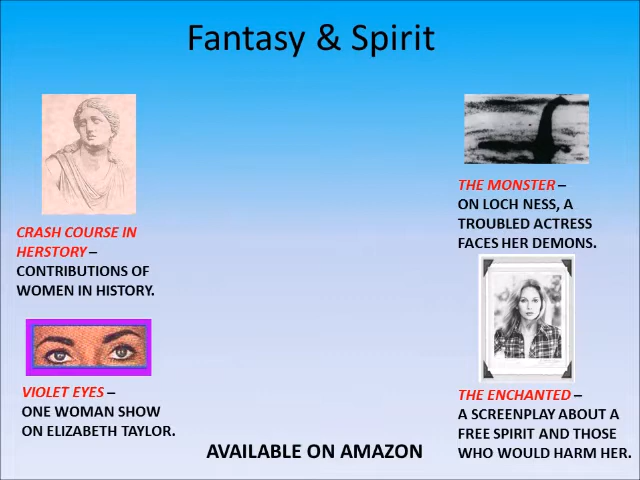 Fantasy & Spirit
CRASH COURSE IN
HERSTORY –
CONTRIBUTIONS OF
WOMEN IN HISTORY.
VIOLET EYES –
ONE WOMAN SHOW
ON ELIZABETH TAYLOR.
THE MONSTER –
ON LOCH NESS, A
TROUBLED ACTRESS
FACES HER DEMONS.
THE ENCHANTED –
A SCREENPLAY ABOUT A
FREE SPIRIT AND THOSE
WHO WOULD HARM HER.
AVAILABLE ON AMAZON